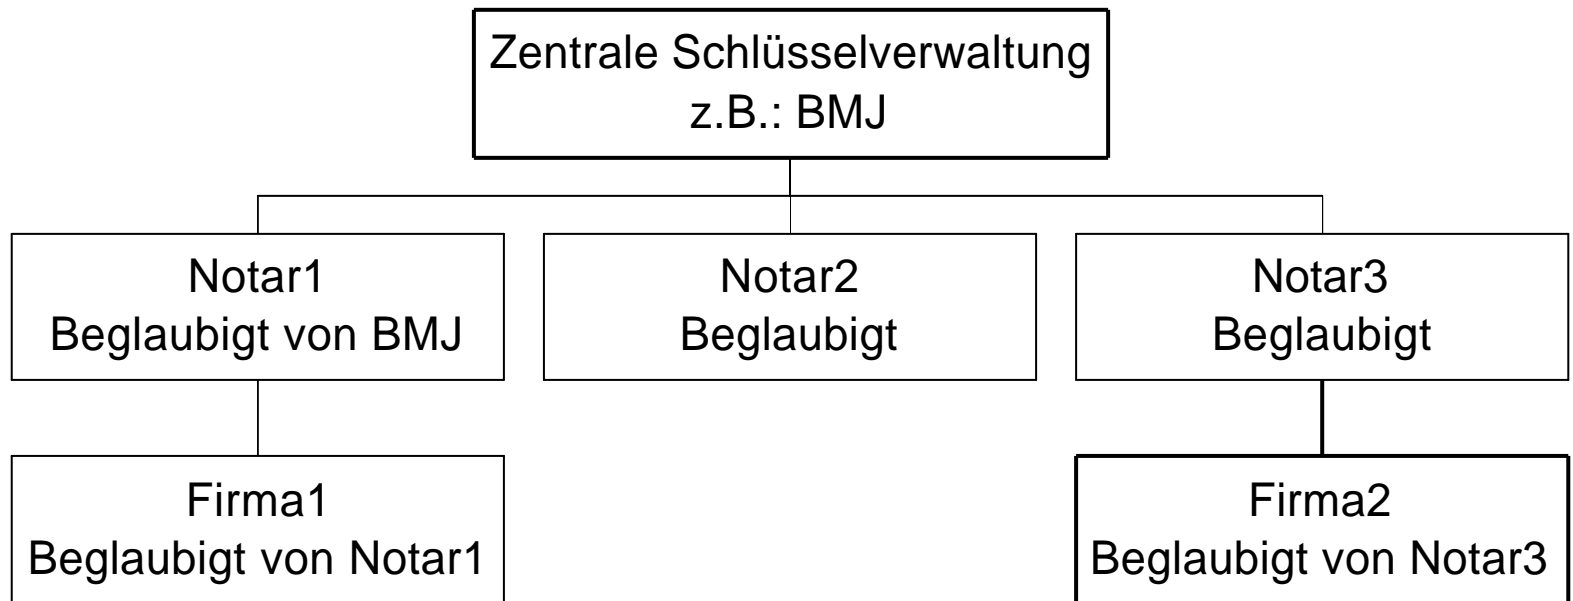 Zentrale Schlüsselverwaltung
z.B.: BMJ
Notar1
Beglaubigt von BMJ
Notar2
Beglaubigt
Notar3
Beglaubigt
Firma1
Beglaubigt von Notar1
Firma2
Beglaubigt von Notar3